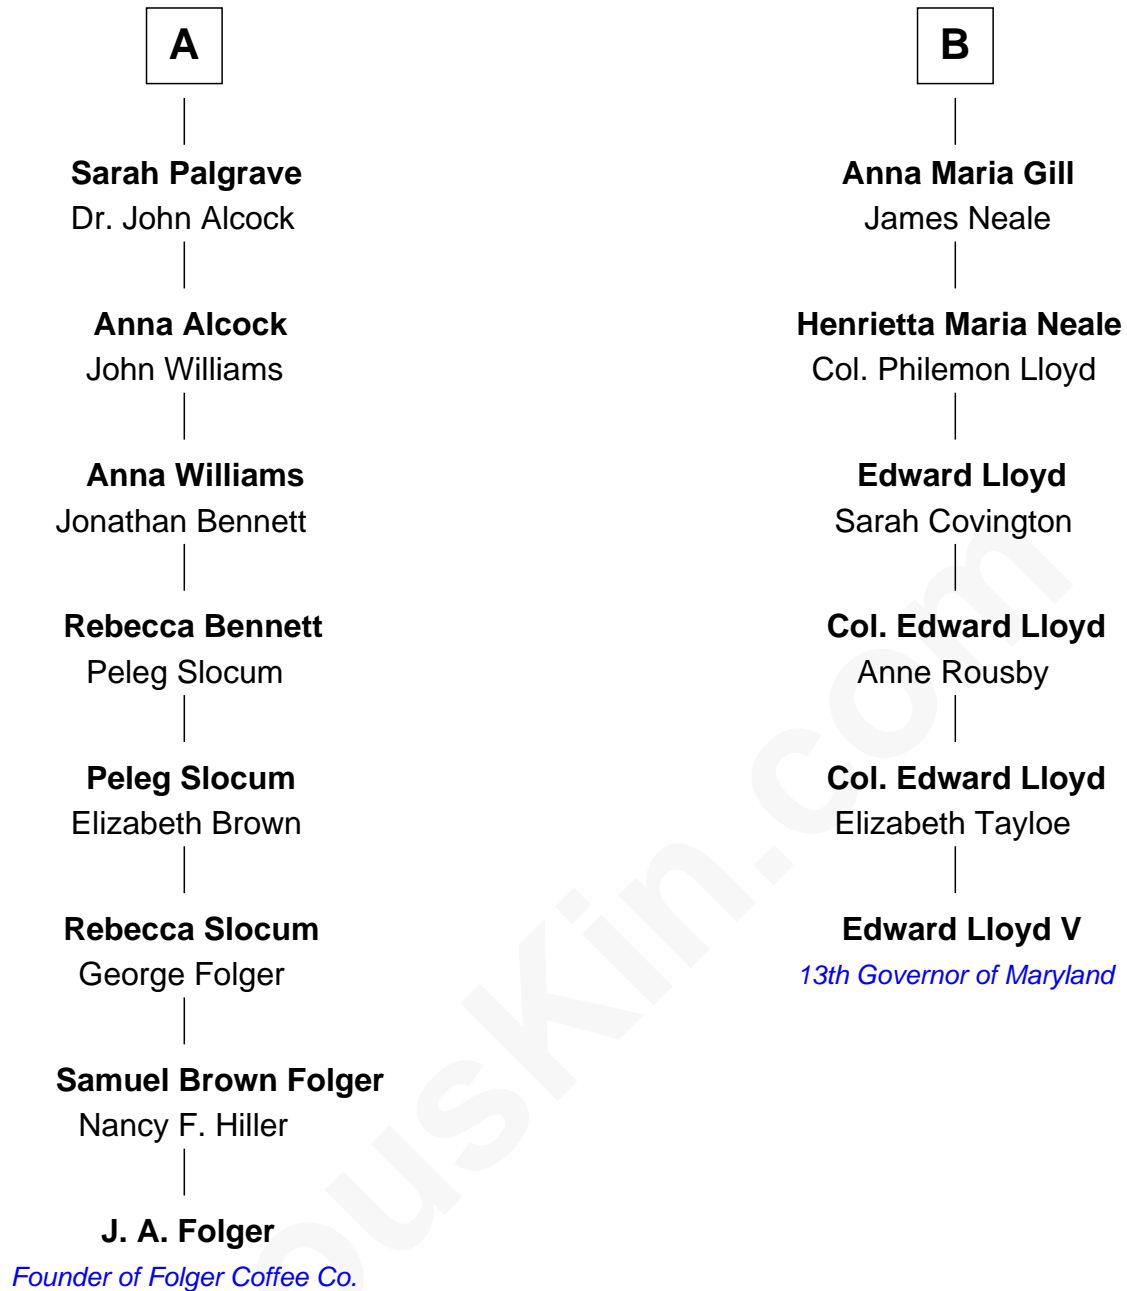 A
Sarah Palgrave
Dr. John Alcock
Anna Alcock
John Williams
Anna Williams
Jonathan Bennett
Rebecca Bennett
Peleg Slocum
Peleg Slocum
Elizabeth Brown
Rebecca Slocum
George Folger
Samuel Brown Folger
Nancy F. Hiller
J. A. Folger
Founder of Folger Coffee Co.
B
Anna Maria Gill
James Neale
Henrietta Maria Neale
Col. Philemon Lloyd
Edward Lloyd
Sarah Covington
Col. Edward Lloyd
Anne Rousby
Col. Edward Lloyd
Elizabeth Tayloe
Edward Lloyd V
13th Governor of Maryland
ousKin.com